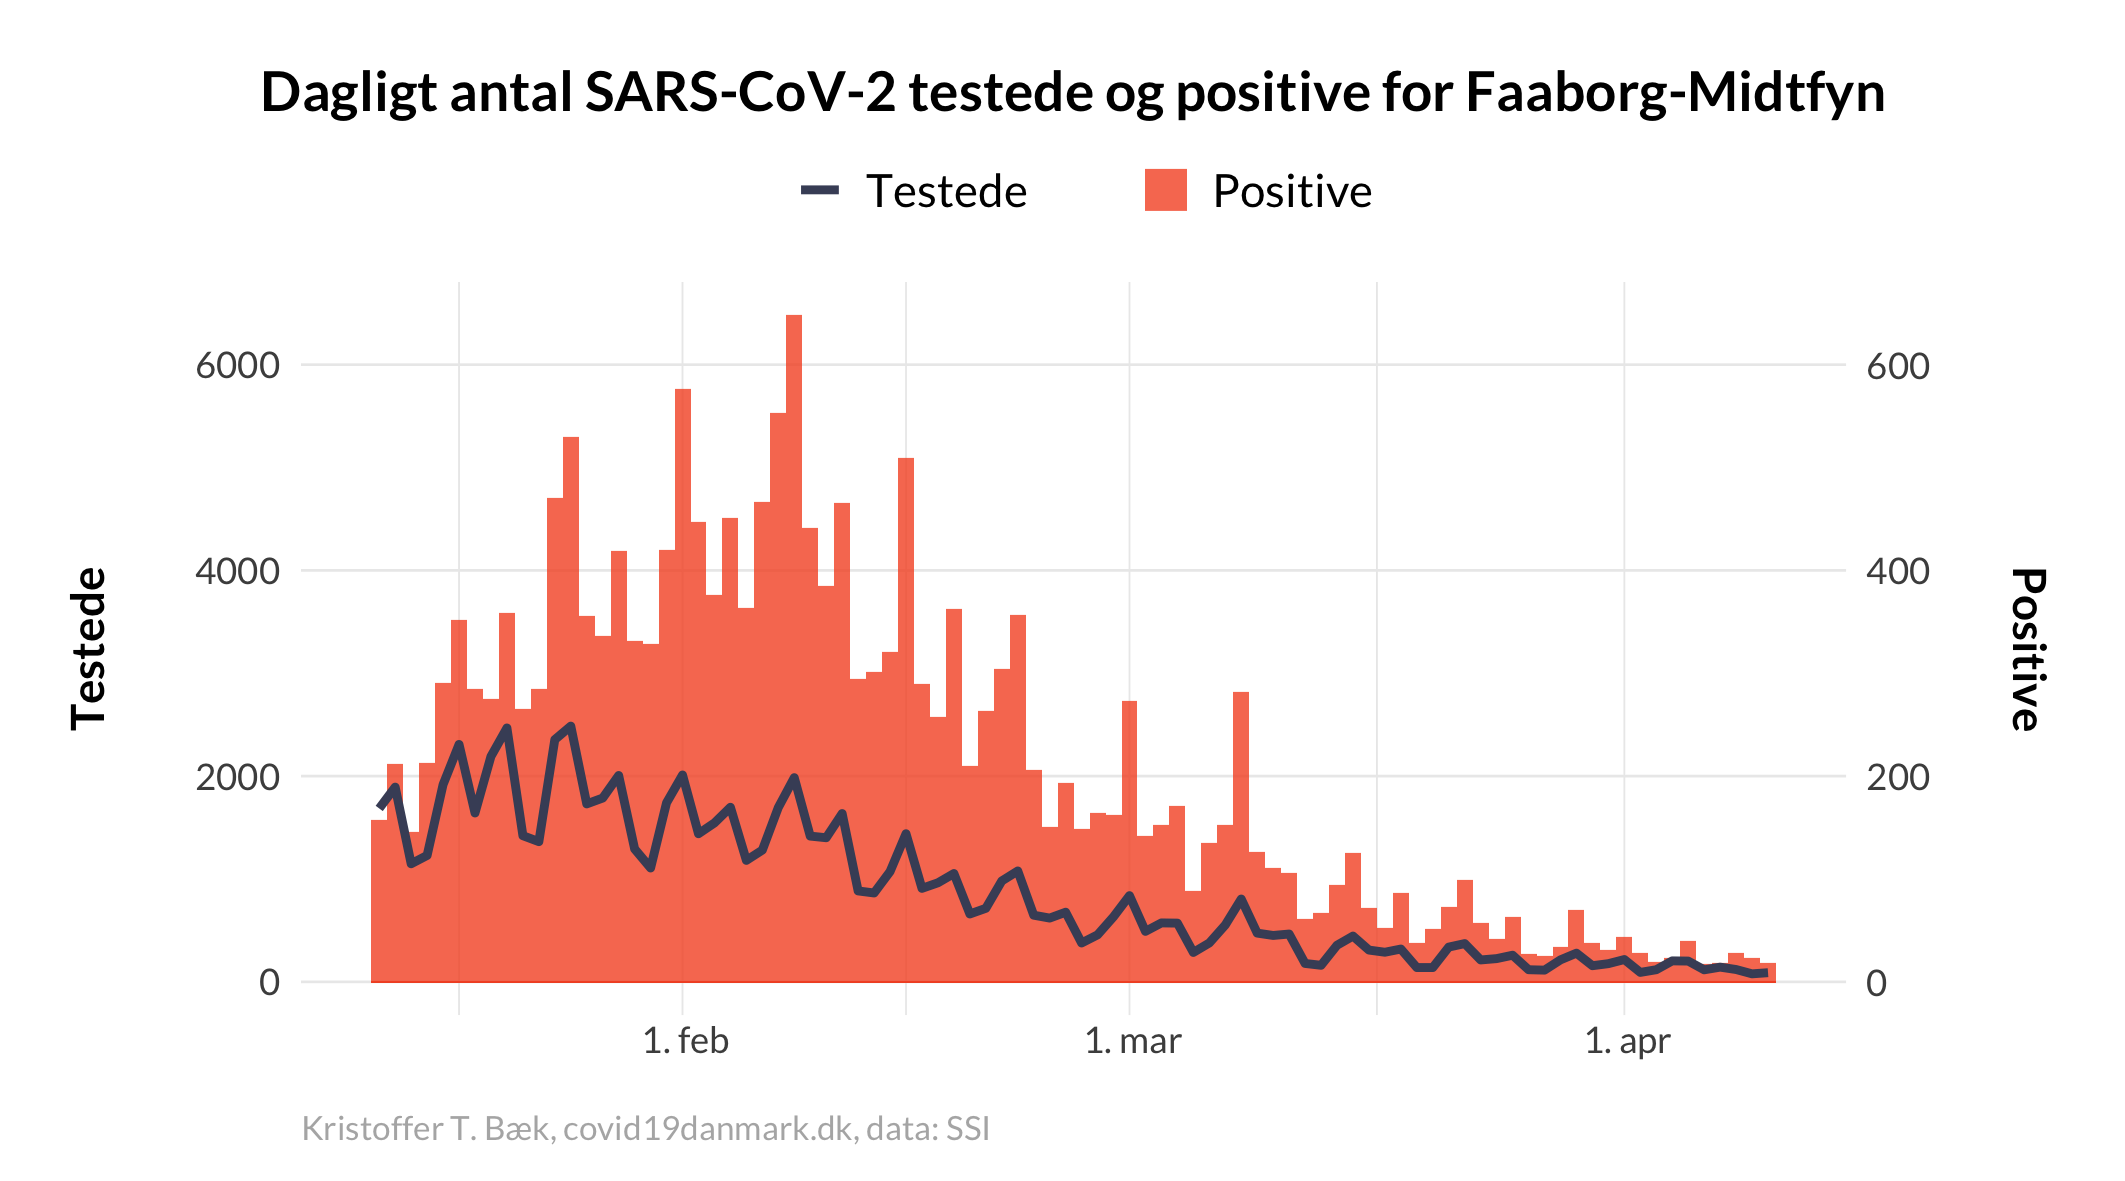 Dagligt antal SARS-CoV-2 testede og positive for Faaborg-Midtfyn
Testede Positive
6000 600
4000 400
2000 200
0 0
Testede
Positive
1. feb 1. mar 1. apr
Kristoffer T. Bæk, covid19danmark.dk, data: SSI